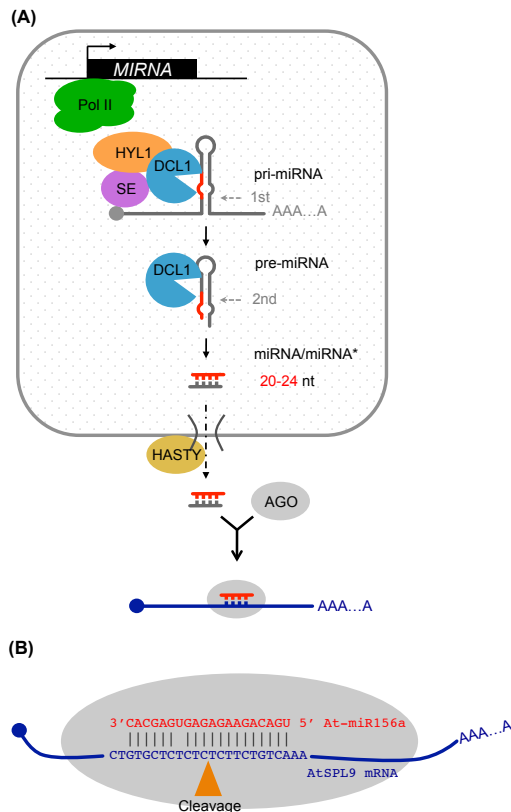 (A)
MIRNA
Pol II
HYL1
DCL1
SE
pri-miRNA
1st
AAA...A
DCL1
pre-miRNA
2nd
miRNA/miRNA*
20-24 nt
HASTY
AGO
AAA...A
(B)
3'CACGAGUGAGAGAAGACAGU 5' At-miR156a
AAA...A
CTGTGCTCTCTCTCTTCTGTCAAA
AtSPL9 mRNA
Cleavage